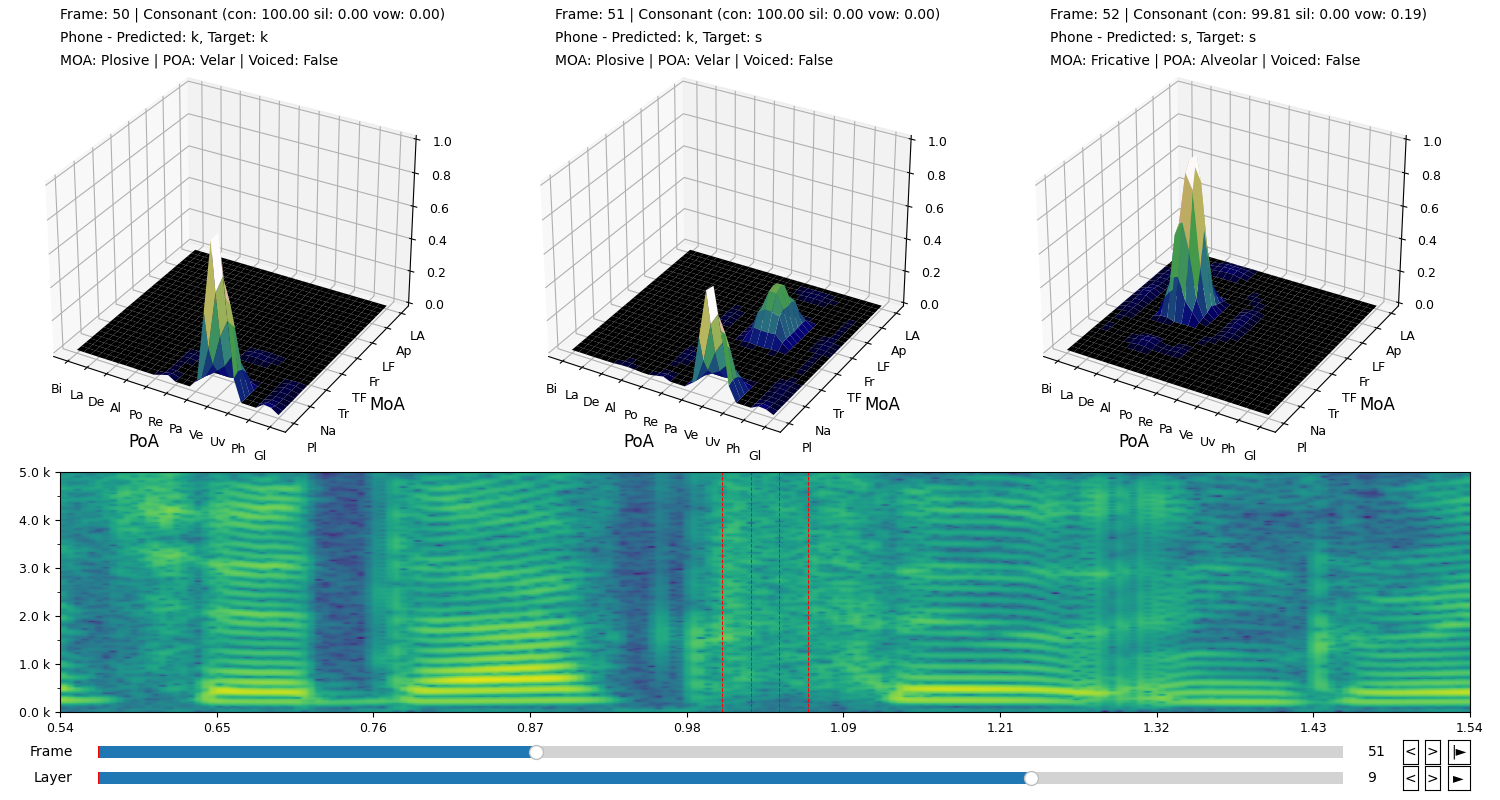 Frame: 50 | Consonant (con: 100.00 sil: 0.00 vow: 0.00)
Phone - Predicted: k, Target: k
MOA: Plosive | POA: Velar | Voiced: False
Frame: 51 | Consonant (con: 100.00 sil: 0.00 vow: 0.00)
Phone - Predicted: k, Target: s
MOA: Plosive | POA: Velar | Voiced: False
Frame: 52 | Consonant (con: 99.81 sil: 0.00 vow: 0.19)
Phone - Predicted: s, Target: s
MOA: Fricative | POA: Alveolar | Voiced: False
1.0
0.8
0.6
0.4
0.2
0.0
LA
Ap
LF
Fr
TF
Tr
Na
Pl
MoA
Bi
La
De
Al
Po
Re
Pa
Ve
Uv
Ph
Gl
PoA
1.0
0.8
0.6
0.4
0.2
0.0
LA
Ap
LF
Fr
TF
Tr
Na
Pl
MoA
Bi
La
De
Al
Po
Re
Pa
Ve
Uv
Ph
Gl
PoA
1.0
0.8
0.6
0.4
0.2
0.0
LA
Ap
LF
Fr
TF
Tr
Na
Pl
MoA
Bi
La
De
Al
Po
Re
Pa
Ve
Uv
Ph
Gl
PoA
5.0 k
4.0 k
3.0 k
2.0 k
1.0 k
0.0 k
0.54 0.65 0.76 0.87 0.98 1.09 1.21 1.32 1.43 1.54
Frame 51 < > |►
Layer 9 < > ►